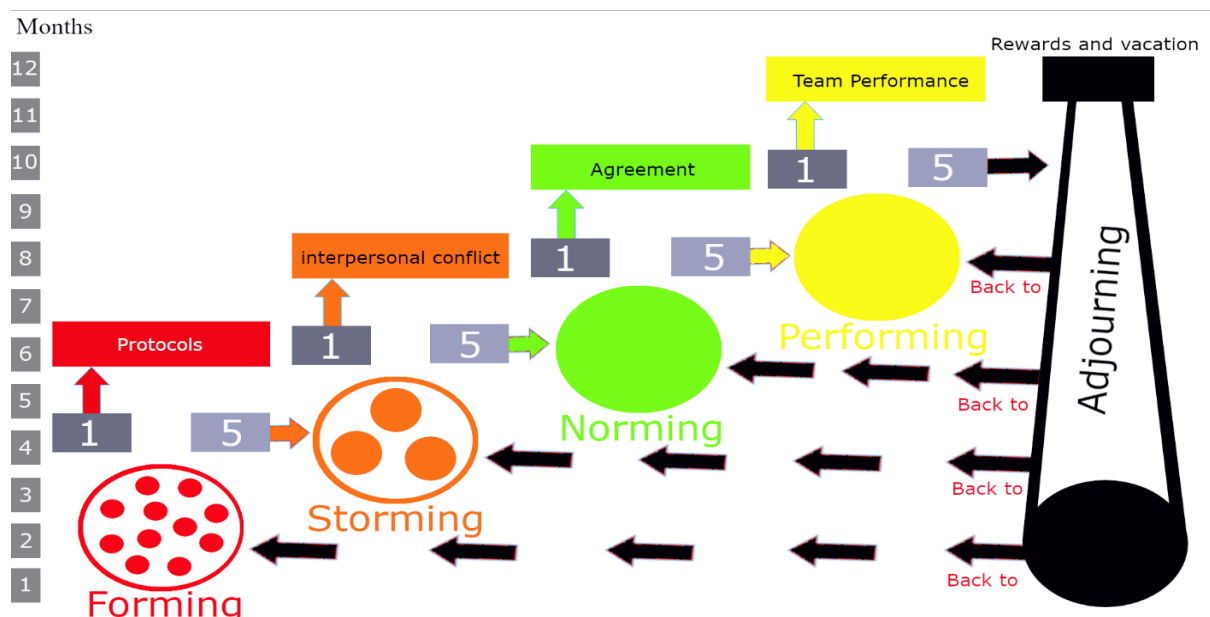 Months
Rewards and vacation
12
Team Performance
11
10
1
5
Agreement
9
8
interpersonal conflict
1
5
Back to
7
Protocols
1
5
Performing
6
Adjourning
5
1
5
Norming
Back to
4
3
Storming
Back to
2
1
Back to
Forming